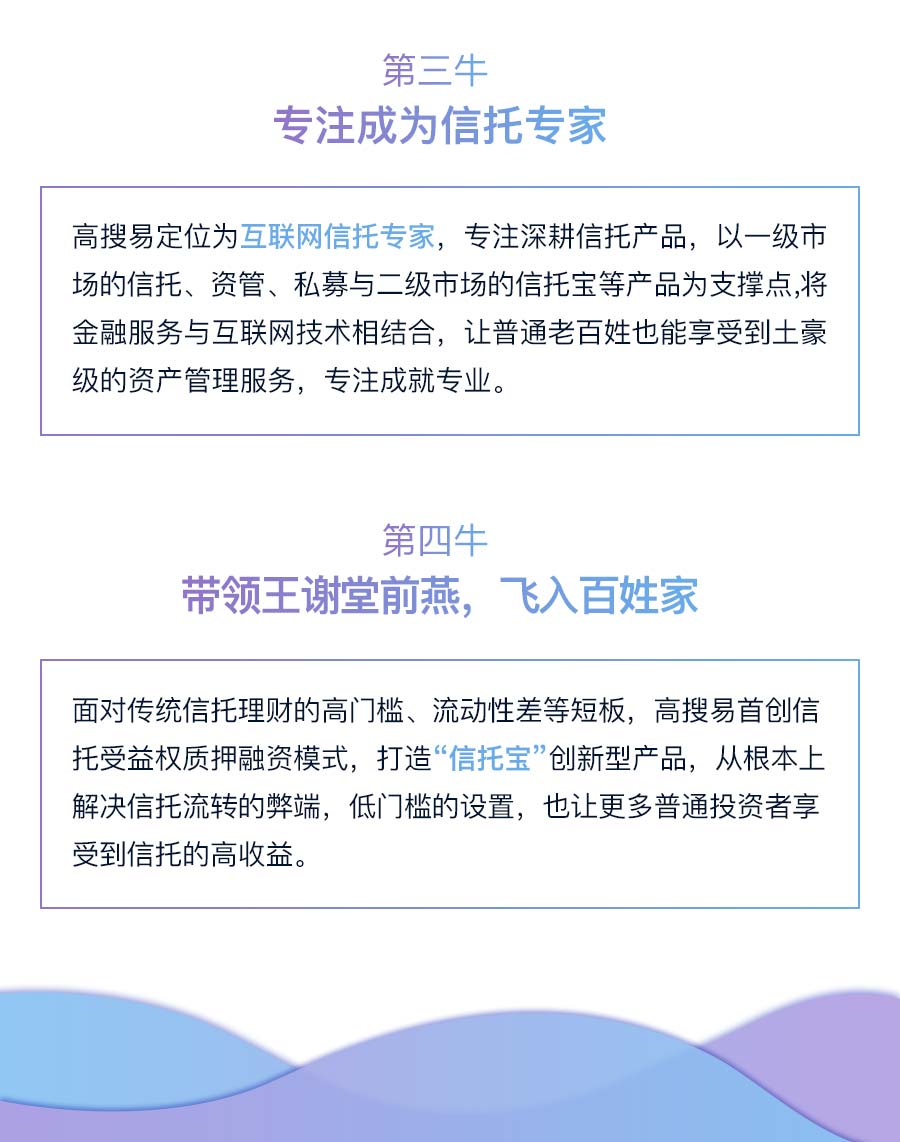 第三牛
专注成为信托专家
高搜易定位为互联网信托专家，专注深耕信托产品，以一级市
场的信托、资管、私募与二级市场的信托宝等产品为支撑点,将
金融服务与互联网技术相结合，让普通老百姓也能享受到土豪
级的资产管理服务，专注成就专业。
第四牛
带领王谢堂前燕，飞入百姓家
面对传统信托理财的高门槛、流动性差等短板，高搜易首创信
托受益权质押融资模式，打造“信托宝”创新型产品，从根本上
解决信托流转的弊端，低门槛的设置，也让更多普通投资者享
受到信托的高收益。